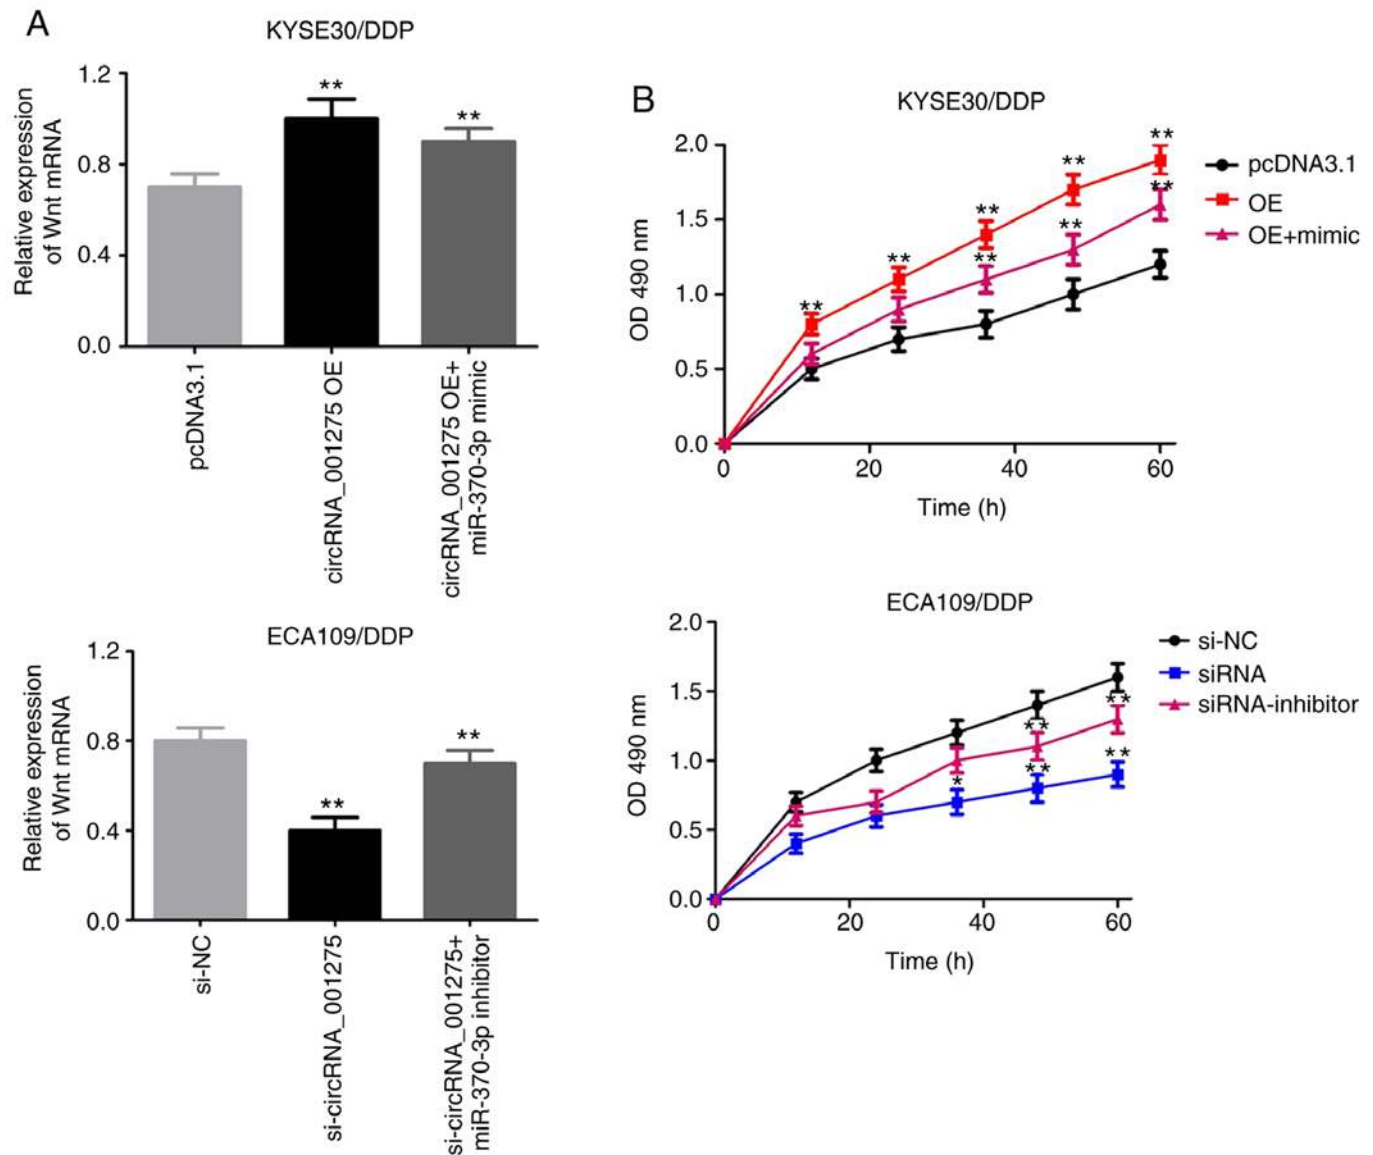 A
KYSE30/DDP
Relative expression
of Wnt mRNA
1.2
0.8
0.4
0.0
**
**
pcDNA3.1
circRNA_001275 OE
circRNA_001275 OE+
miR-370-3p mimic
ECA109/DDP
Relative expression
of Wnt mRNA
1.2
0.8
0.4
0.0
**
**
si-NC
si-circRNA_001275
si-circRNA_001275+
miR-370-3p inhibitor
B
KYSE30/DDP
OD 490 nm
2.0
1.5
1.0
0.5
0.0
**
**
**
**
**
**
**
**
0
20
40
60
Time (h)
pcDNA3.1
OE
OE+mimic
ECA109/DDP
OD 490 nm
2.0
1.5
1.0
0.5
0.0
*
**
**
**
**
0
20
40
60
Time (h)
si-NC
siRNA
siRNA-inhibitor